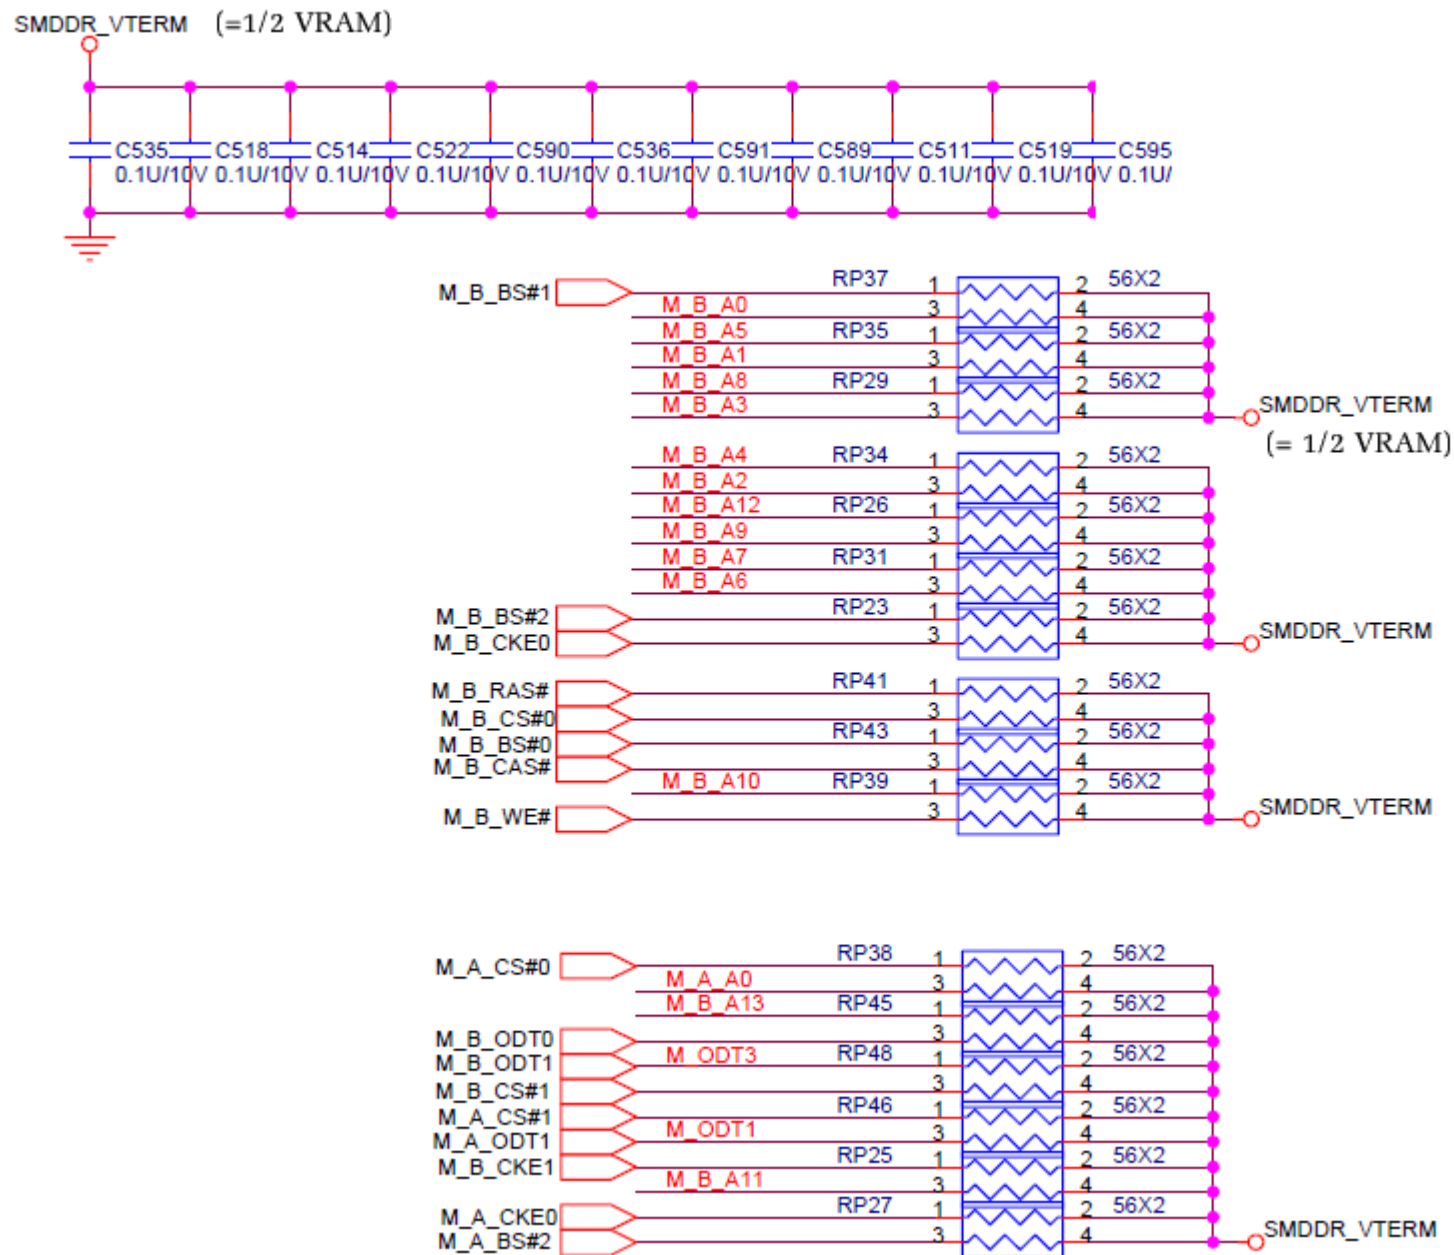 SMDDR_VTERM (=1/2 VRAM)
C535 C518 C514 C522 C590 C536 C591 C589 C511 C519 C595
0.1U/10V 0.1U/10V 0.1U/10V 0.1U/10V 0.1U/10V 0.1U/10V 0.1U/10V 0.1U/10V 0.1U/10V 0.1U/10V 0.1U/
M_B_BS#1 RP37 1 2 56X2
M_B_A0 3 4
M_B_A5 RP35 1 2 56X2
M_B_A1 3 4
M_B_A8 RP29 1 2 56X2
M_B_A3 3 4 SMDDR_VTERM
(= 1/2 VRAM)
M_B_A4 RP34 1 2 56X2
M_B_A2 3 4
M_B_A12 RP26 1 2 56X2
M_B_A9 3 4
M_B_A7 RP31 1 2 56X2
M_B_A6 3 4
M_B_BS#2 RP23 1 2 56X2
M_B_CKE0 3 4 SMDDR_VTERM
M_B_RAS# RP41 1 2 56X2
M_B_CS#0 3 4
M_B_BS#0 RP43 1 2 56X2
M_B_CAS# 3 4
M_B_A10 RP39 1 2 56X2
M_B_WE# 3 4 SMDDR_VTERM
M_A_CS#0 RP38 1 2 56X2
M_A_A0 3 4
M_B_A13 RP45 1 2 56X2
M_B_ODT0 3 4
M_B_ODT1 M_ODT3 RP48 1 2 56X2
M_B_CS#1 3 4
M_A_CS#1 RP46 1 2 56X2
M_A_ODT1 M_ODT1 3 4
M_B_CKE1 RP25 1 2 56X2
M_B_A11 3 4
M_A_CKE0 RP27 1 2 56X2
M_A_BS#2 3 4 SMDDR_VTERM